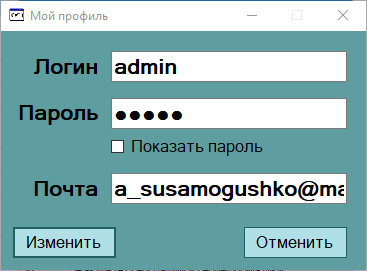 Мой профиль
Логин admin
Пароль ●●●●●
Показать пароль
Почта a_susamogushko@ma
Изменить Отменить